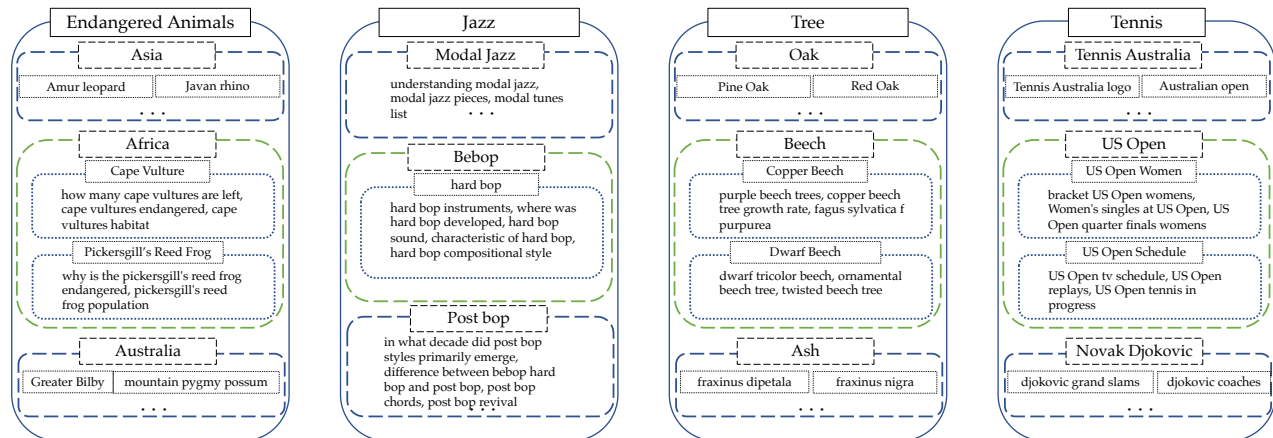 Endangered Animals
Asia
Amur leopard
Javan rhino
. . .
Africa
Cape Vulture
how many cape vultures are left,
cape vultures endangered, cape
vultures habitat
Pickersgill's Reed Frog
why is the pickersgill's reed frog
endangered, pickersgill's reed
frog population
Australia
Greater Bilby
mountain pygmy possum
. . .
Jazz
Modal Jazz
understanding modal jazz,
modal jazz pieces, modal tunes
list
. . .
Bebop
hard bop
hard bop instruments, where was
hard bop developed, hard bop
sound, characteristic of hard bop,
hard bop compositional style
Post bop
in what decade did post bop
styles primarily emerge,
difference between bebop hard
bop and post bop, post bop
chords, post bop revival
. . .
Tree
Oak
Pine Oak
Red Oak
. . .
Beech
Copper Beech
purple beech trees, copper beech
tree growth rate, fagus sylvatica f
purpurea
Dwarf Beech
dwarf tricolor beech, ornamental
beech tree, twisted beech tree
Ash
fraxinus dipetala
fraxinus nigra
. . .
Tennis
Tennis Australia
Tennis Australia logo
Australian open
. . .
US Open
US Open Women
bracket US Open womens,
Women's singles at US Open, US
Open quarter finals womens
US Open Schedule
US Open tv schedule, US Open
replays, US Open tennis in
progress
Novak Djokovic
djokovic grand slams
djokovic coaches
. . .